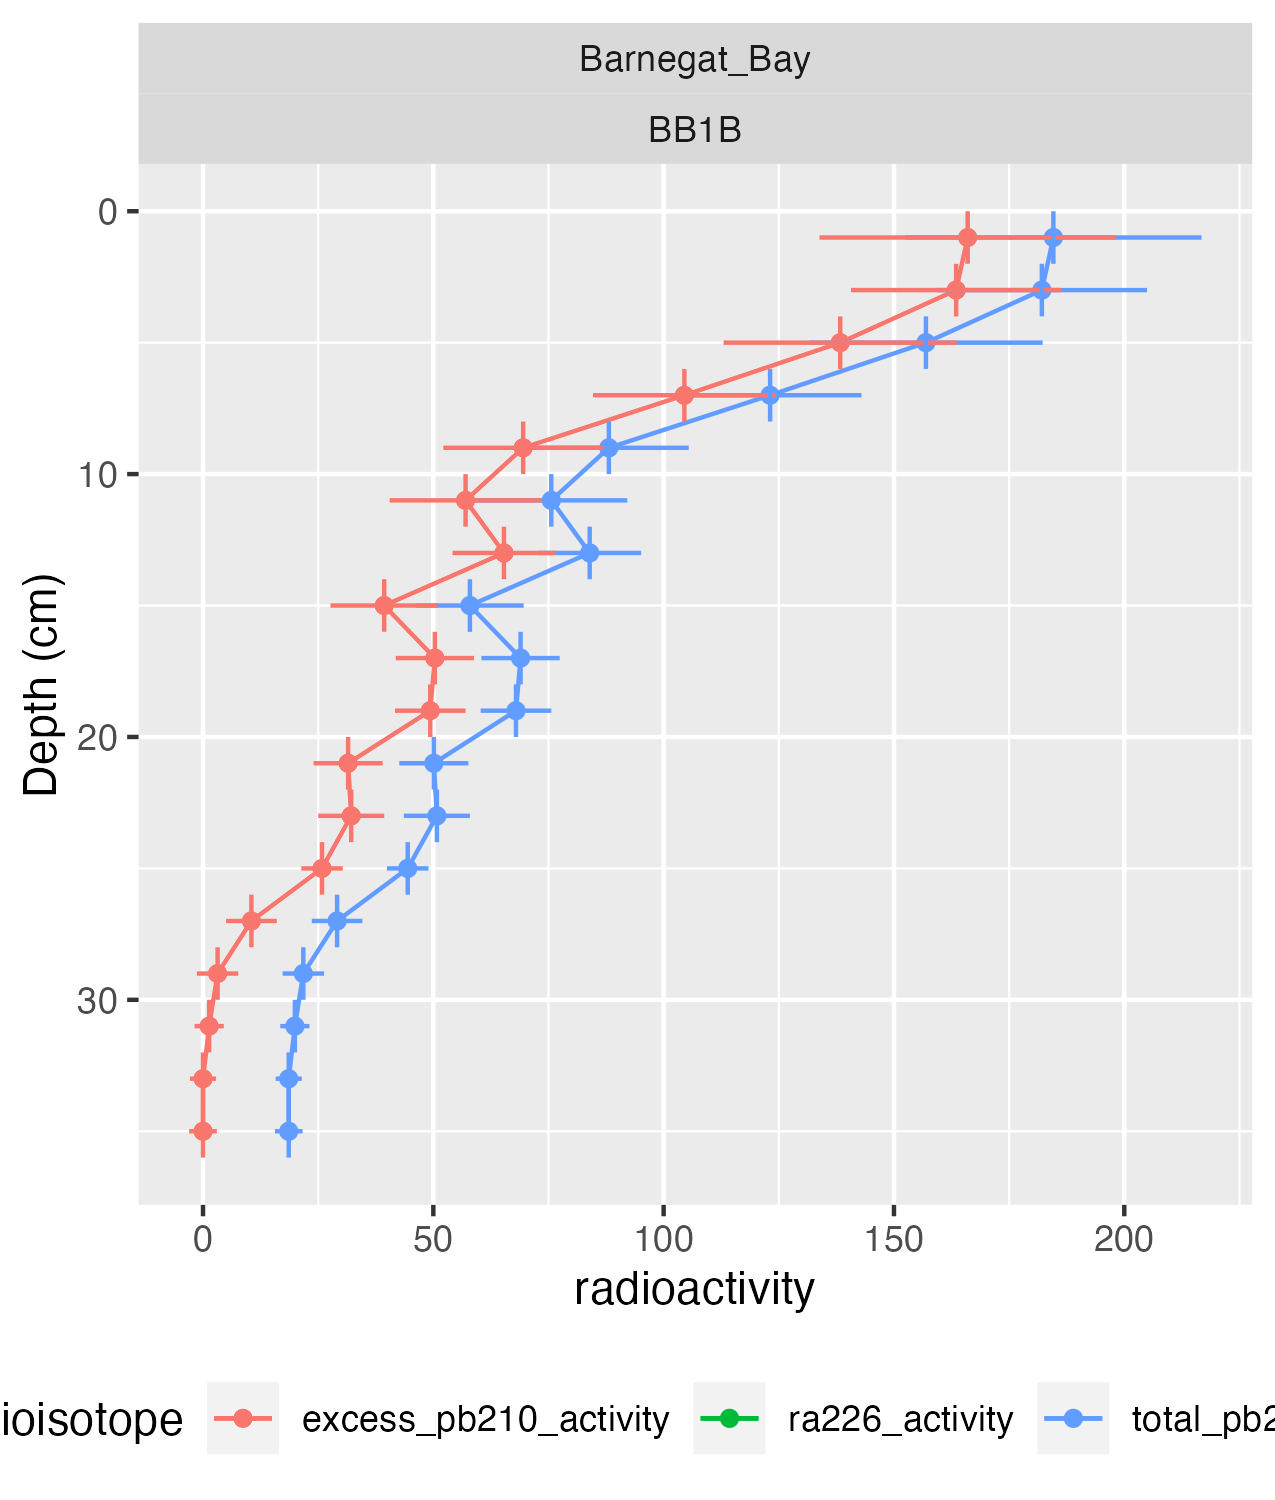 Barnegat_Bay
BB1B
0
10
20
30
Depth (cm)
0 50 100 150 200
radioactivity
ioisotope excess_pb210_activity ra226_activity total_pb2